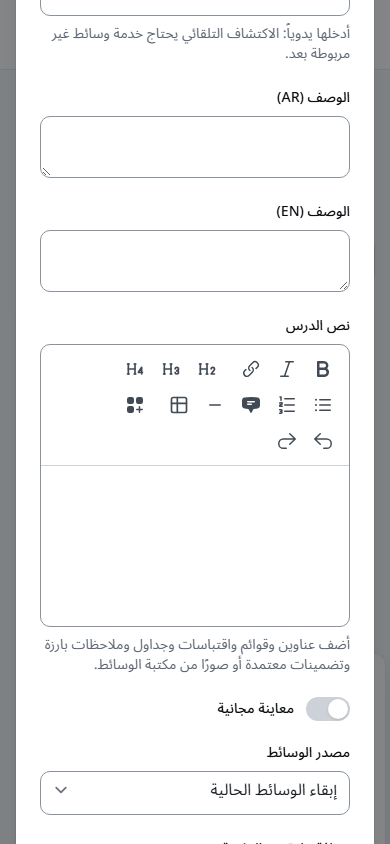 أدخلها يدوياً: الاكتشاف التلقائي يحتاج خدمة وسائط غير
مربوطة بعد.
الوصف (AR)
الوصف (EN)
نص الدرس
B I H2 H3 H4
أضف عناوين وقوائم واقتباسات وجداول وملاحظات بارزة
وتضمينات معتمدة أو صورًا من مكتبة الوسائط.
معاينة مجانية
مصدر الوسائط
إبقاء الوسائط الحالية